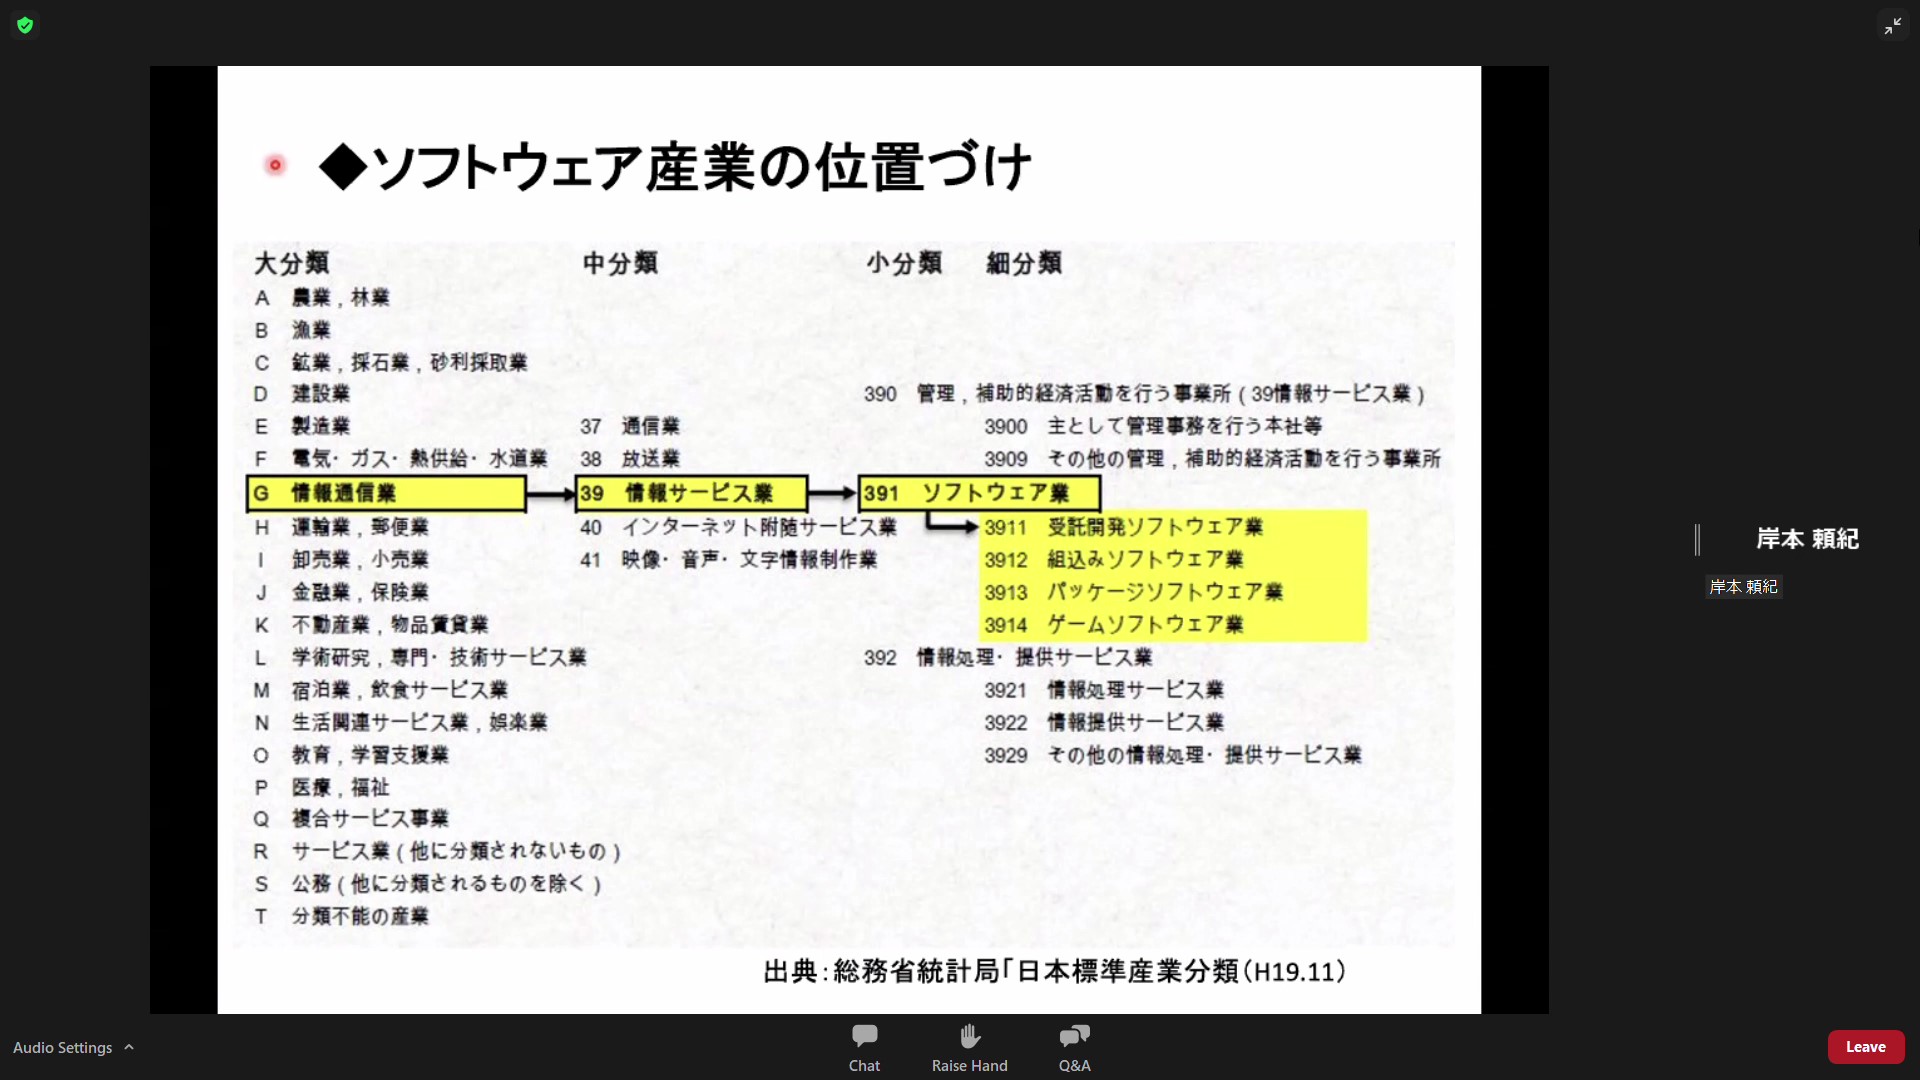 ◆ソフトウェア産業の位置づけ
大分類 中分類 小分類 細分類
A 農業，林業
B 漁業
C 鉱業，採石業，砂利採取業
D 建設業 390 管理，補助的経済活動を行う事業所（39情報サービス業）
E 製造業 37 通信業 3900 主として管理事務を行う本社等
F 電気・ガス・熱供給・水道業 38 放送業 3909 その他の管理，補助的経済活動を行う事業所
G 情報通信業 39 情報サービス業 391 ソフトウェア業
H 運輸業，郵便業 40 インターネット附随サービス業 3911 受託開発ソフトウェア業
I 卸売業，小売業 41 映像・音声・文字情報制作業 3912 組込みソフトウェア業
J 金融業，保険業 3913 パッケージソフトウェア業
K 不動産業，物品賃貸業 3914 ゲームソフトウェア業
L 学術研究，専門・技術サービス業 392 情報処理・提供サービス業
M 宿泊業，飲食サービス業 3921 情報処理サービス業
N 生活関連サービス業，娯楽業 3922 情報提供サービス業
O 教育，学習支援業 3929 その他の情報処理・提供サービス業
P 医療，福祉
Q 複合サービス事業
R サービス業（他に分類されないもの）
S 公務（他に分類されるものを除く）
T 分類不能の産業
出典：総務省統計局「日本標準産業分類（H19.11）
岸本 頼紀
岸本 頼紀
Audio Settings
Chat
Raise Hand
Q&A
Leave